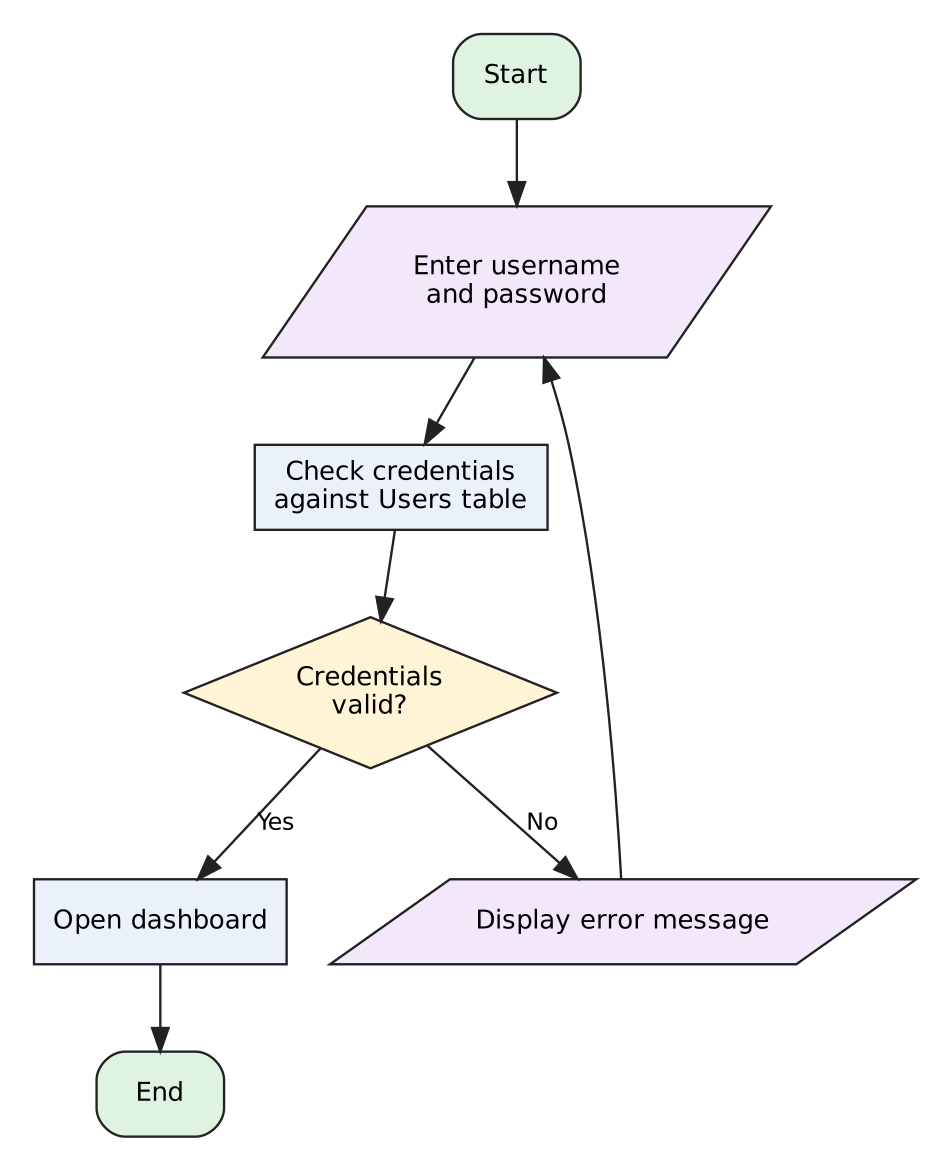 Start
Enter username
and password
Check credentials
against Users table
Credentials
valid?
Yes
No
Open dashboard
Display error message
End